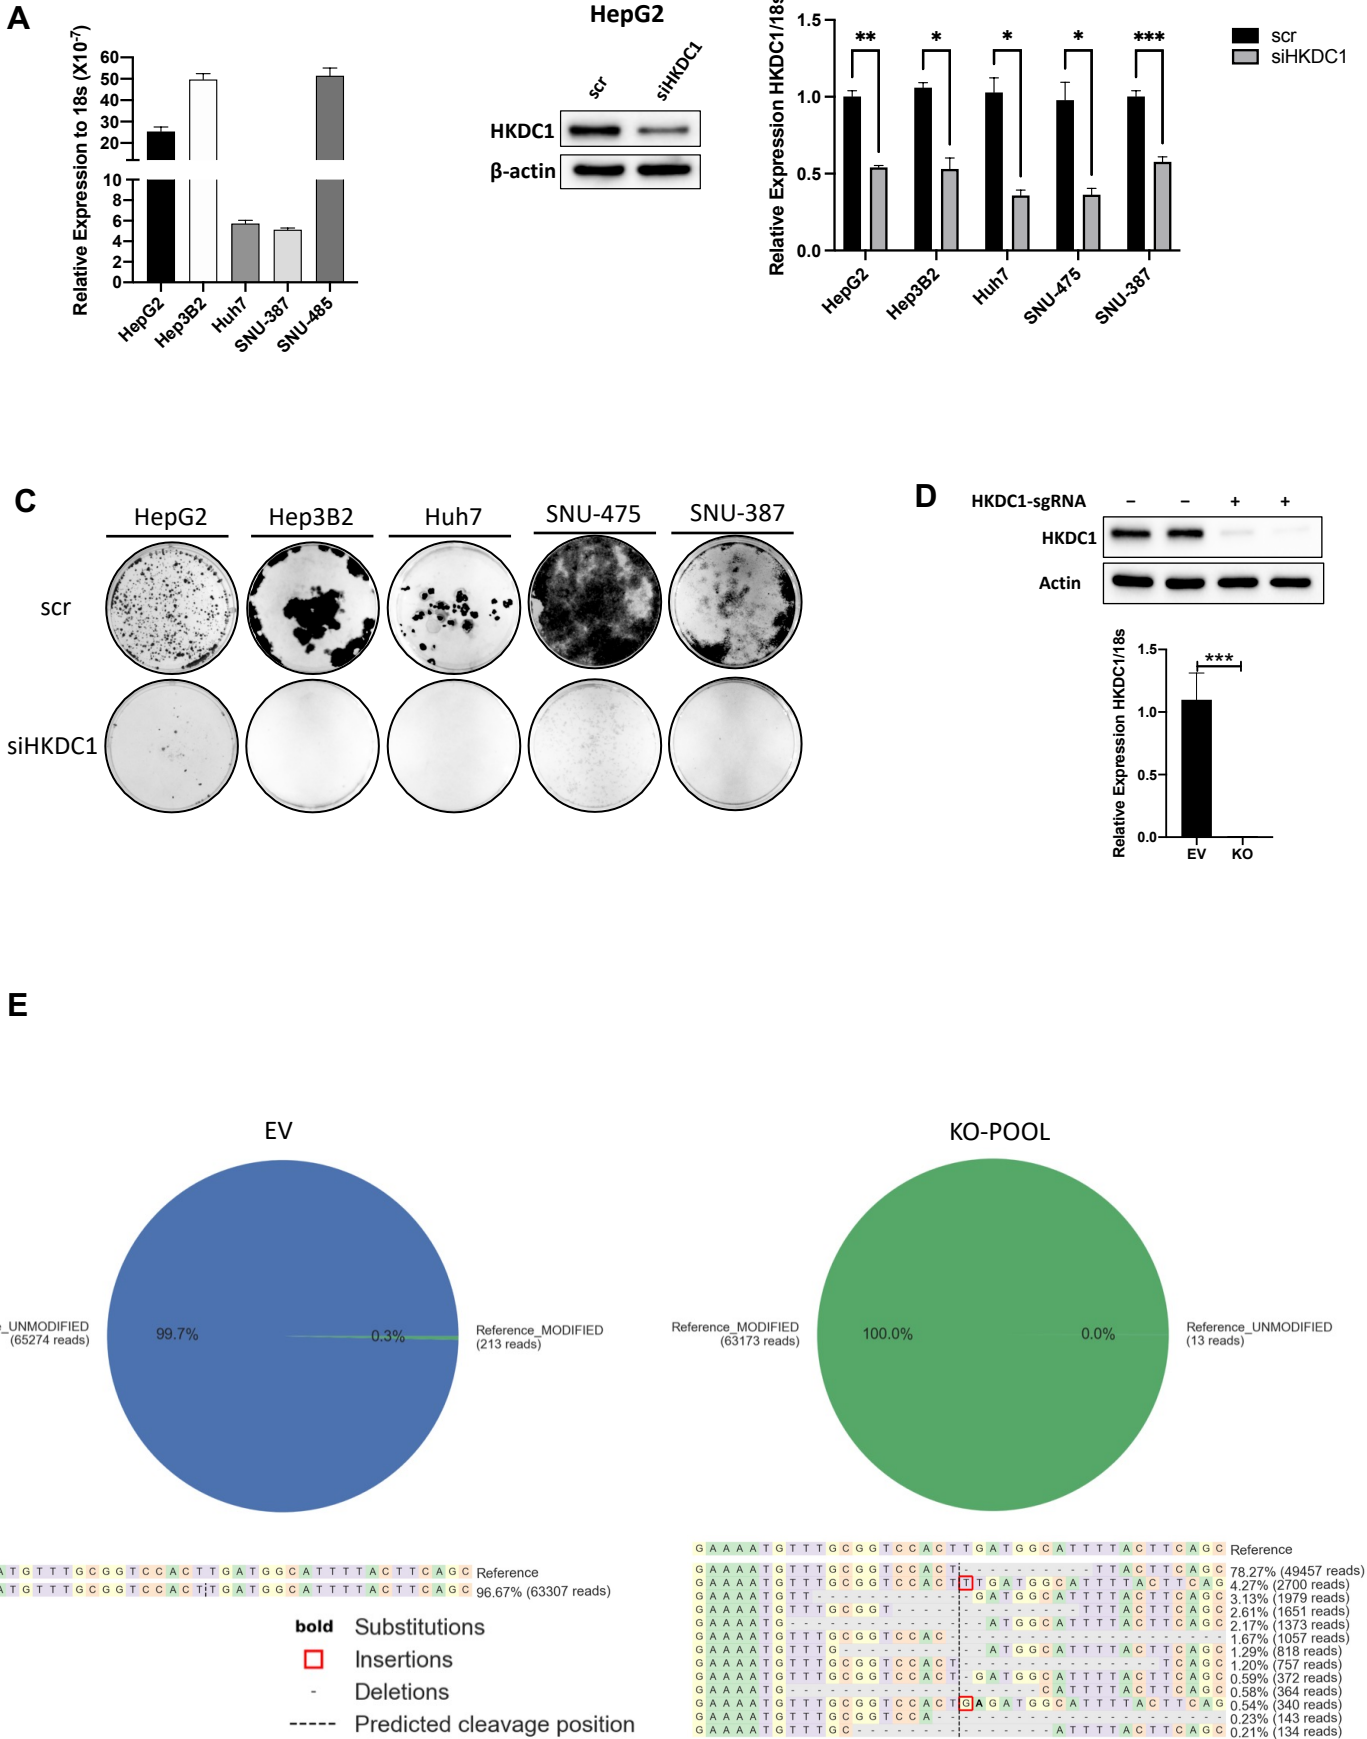 A
Relative Expression to 18s (X10-7)
60
50
40
30
20
10
8
6
4
2
0
HepG2
Hep3B2
Huh7
SNU-387
SNU-485
HepG2
scr
siHKDC1
HKDC1
β-actin
Relative Expression HKDC1/18s
1.5
1.0
0.5
0.0
** * * * ***
HepG2
Hep3B2
Huh7
SNU-475
SNU-387
scr
siHKDC1
C
HepG2 Hep3B2 Huh7 SNU-475 SNU-387
scr
siHKDC1
D
HKDC1-sgRNA − − + +
HKDC1
Actin
Relative Expression HKDC1/18s
1.5
1.0
0.5
0.0
***
EV KO
E
EV
e_UNMODIFIED
(65274 reads)
99.7%
0.3%
Reference_MODIFIED
(213 reads)
KO-POOL
Reference_MODIFIED
(63173 reads)
100.0%
0.0%
Reference_UNMODIFIED
(13 reads)
A T G T T T G C G G T C C A C T T G A T G G C A T T T T A C T T C A G C Reference
A T G T T T G C G G T C C A C T T G A T G G C A T T T T A C T T C A G C 96.67% (63307 reads)
bold Substitutions
Insertions
- Deletions
----- Predicted cleavage position
G A A A A T G T T T G C G G T C C A C T T G A T G G C A T T T T A C T T C A G C Reference
G A A A A T G T T T G C G G T C C A C T - - - - - - - - - - T T A C T T C A G C 78.27% (49457 reads)
G A A A A T G T T T G C G G T C C A C T T T G A T G G C A T T T T A C T T C A G 4.27% (2700 reads)
G A A A A T G T T - - - - - - - - - - - - G A T G G C A T T T T A C T T C A G C 3.13% (1979 reads)
G A A A A T G T T T G C G G T - - - - - - - - - - - - - - T T T A C T T C A G C 2.61% (1651 reads)
G A A A A T G - - - - - - - - - - - - - - - A T G G C A T T T T A C T T C A G C 2.17% (1373 reads)
G A A A A T G T T T G C G G T C C A C - - - - - - - - - - - - - - - - - - - - - 1.67% (1057 reads)
G A A A A T G T T T G - - - - - - - - - - - A T G G C A T T T T A C T T C A G C 1.29% (818 reads)
G A A A A T G T T T G C G G T C C A C T - - - - - - - - - - - - - - - T C A G C 1.20% (757 reads)
G A A A A T G T T T G C G G T C C A C T - G A T G G C A T T T T A C T T C A G C 0.59% (372 reads)
G A A A A T G - - - - - - - - - - - - - - - - - - - C A T T T T A C T T C A G C 0.58% (364 reads)
G A A A A T G T T T G C G G T C C A C T G A G A T G G C A T T T T A C T T C A G 0.54% (340 reads)
G A A A A T G T T T G C G G T C C A - - - - - - - - - - - - - - - - - - - - - - 0.23% (143 reads)
G A A A A T G T T T G C - - - - - - - - - - - - - - - A T T T T A C T T C A G C 0.21% (134 reads)